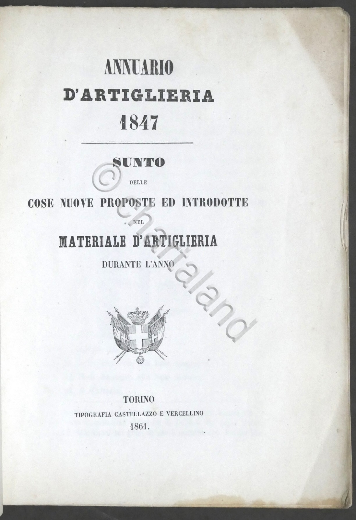 ANNUARIO
D'ARTIGLIERIA
1847
SUNTO
DELLE
COSE NUOVE PROPOSTE ED INTRODOTTE
NEL
MATERIALE D'ARTIGLIERIA
DURANTE L'ANNO
© chartaland
TORINO
TIPOGRAFIA CASTELLAZZO E VERCELLINO
1861.